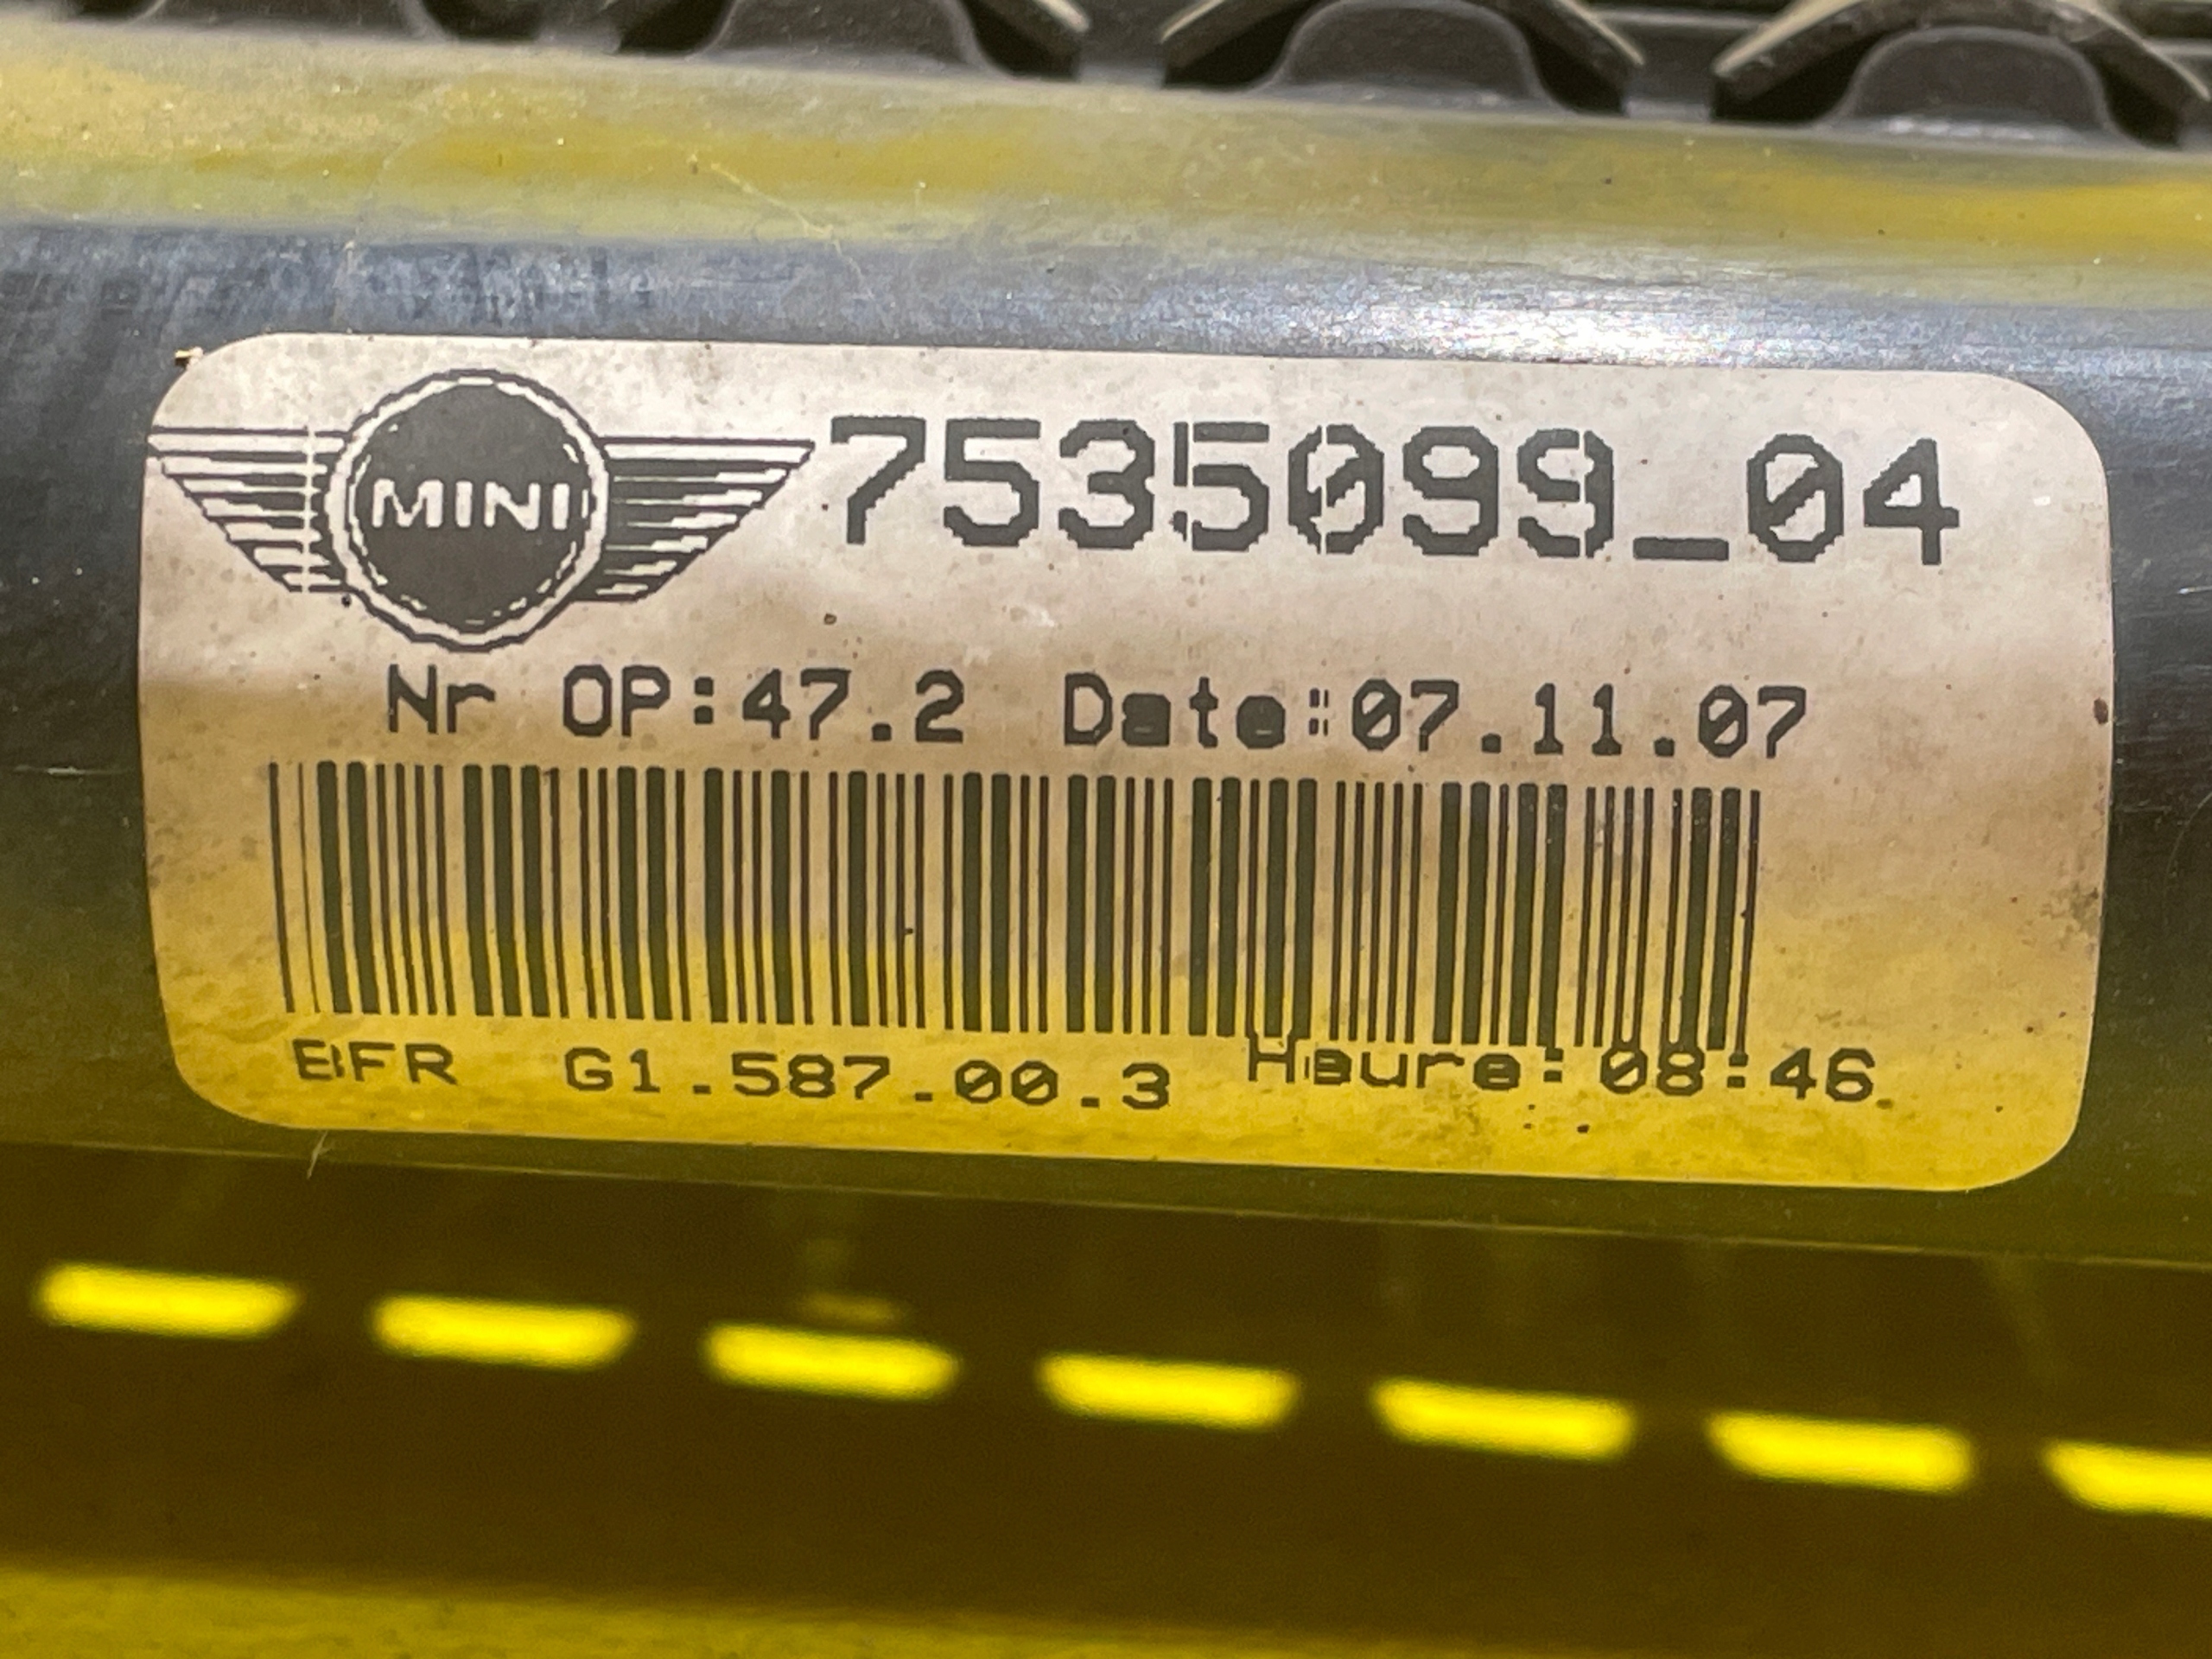 MINI 7535099_04
Nr OP:47.2 Date:07.11.07
BFR G1.587.00.3 Heure:08:46